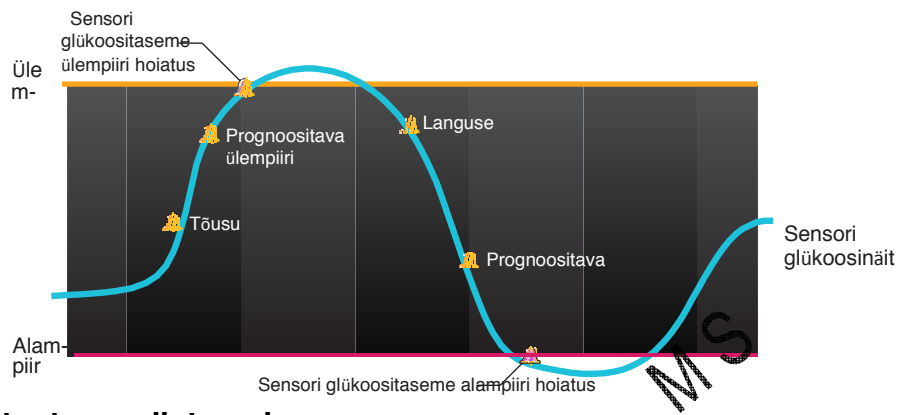 Sensori
glükoositaseme
ülempiiri hoiatus
Üle
m-
Prognoositava
ülempiiri
Languse
Tõusu
Prognoositava
Sensori
glükoosinäit
Alam-
piir
Sensori glükoositaseme alampiiri hoiatus
MS